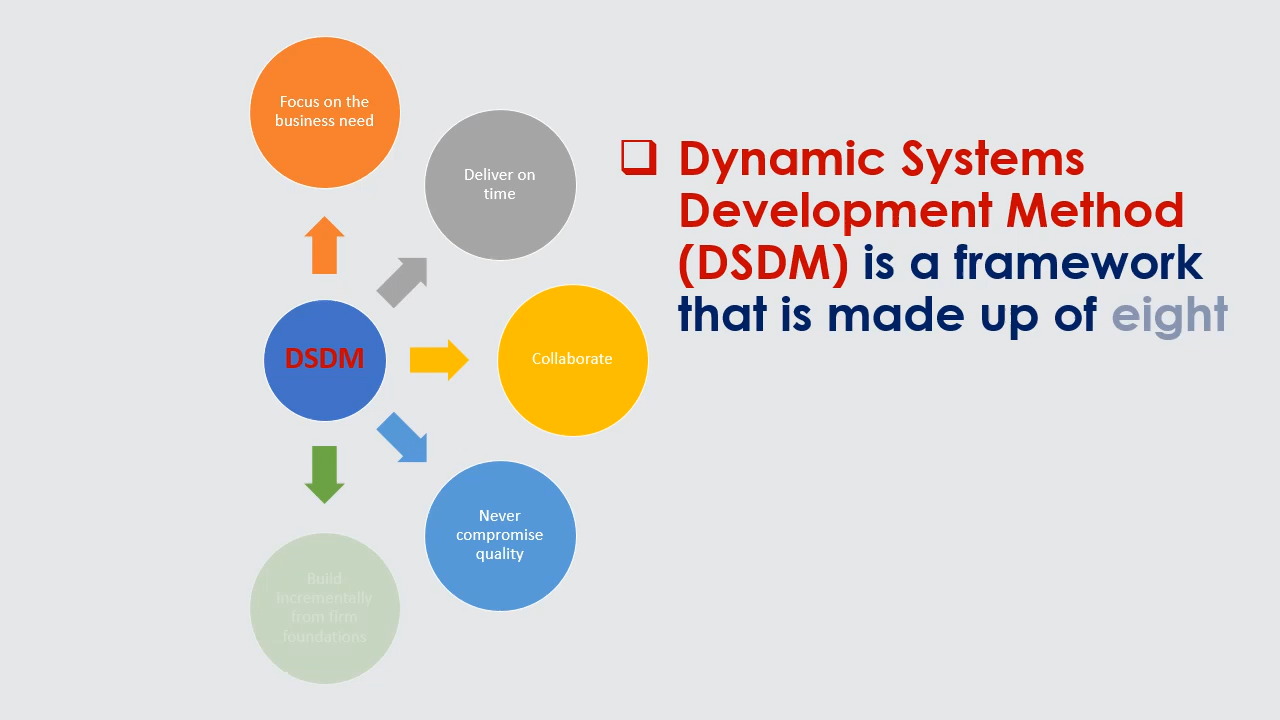 Focus on the
business need
Deliver on
time
DSDM
Collaborate
Never
compromise
quality
Build
incrementally
from firm
foundations
Dynamic Systems
Development Method
(DSDM) is a framework
that is made up of eight